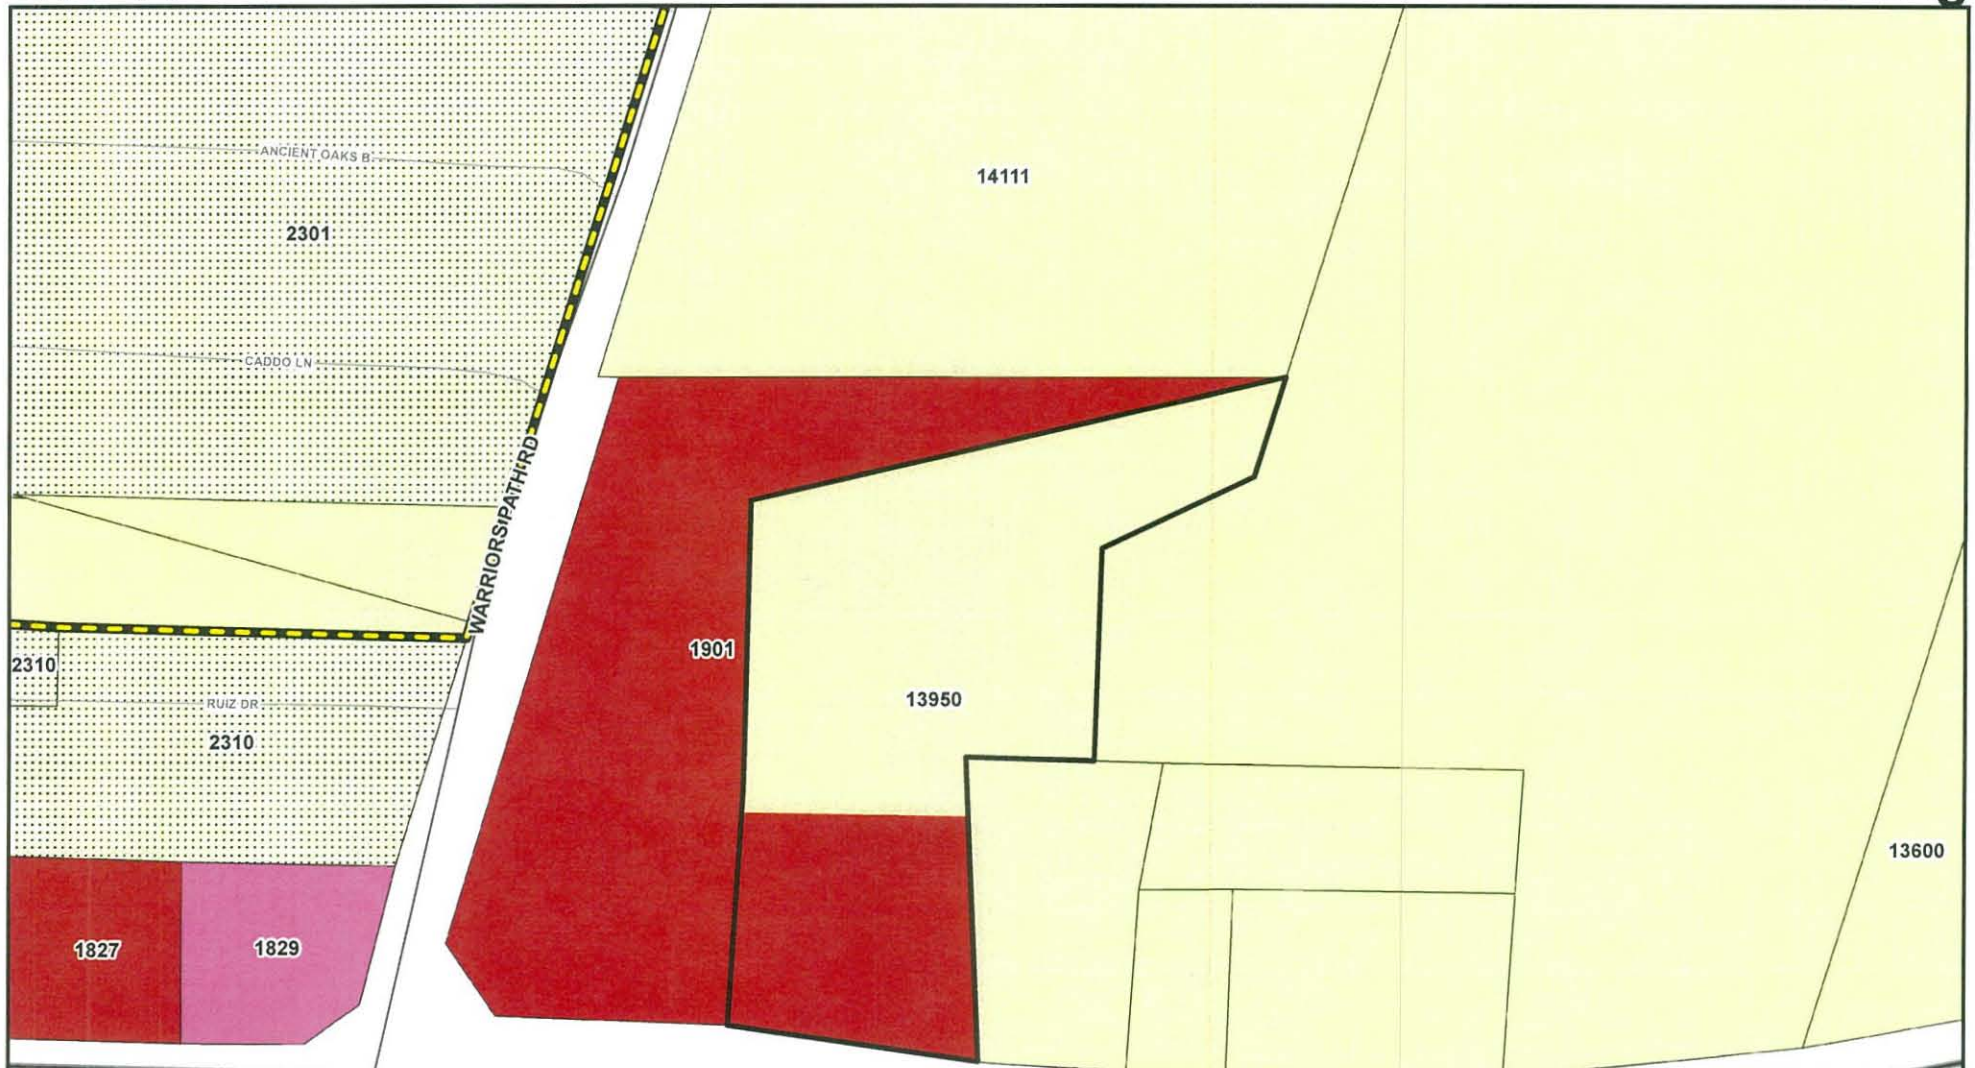 ANCIENT OAKS B
14111
2301
CADDO LN
WARRIORS PATH RD
1901
2310
13950
RUIZ DR
2310
13600
1827
1829